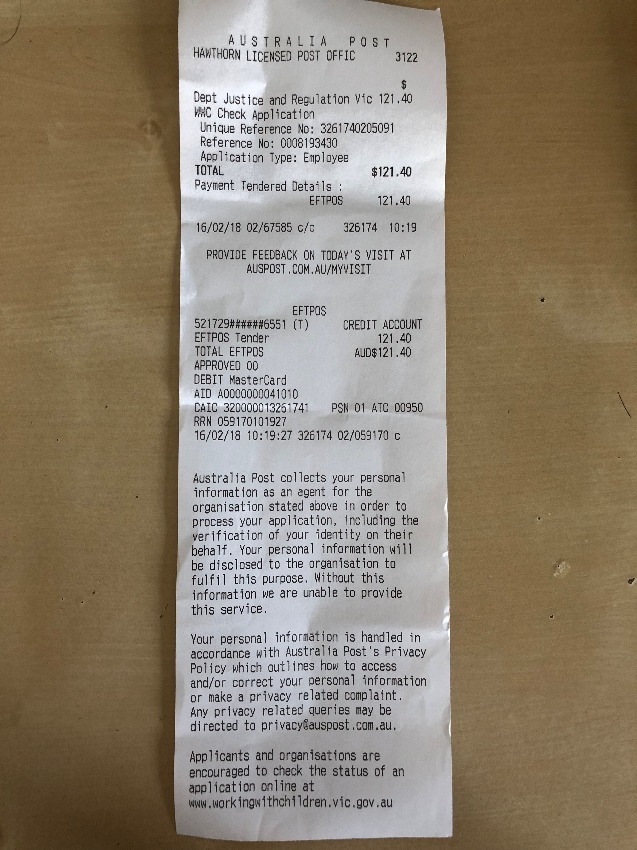 AUSTRALIA POST
HAWTHORN LICENSED POST OFFIC 3122
$
Dept Justice and Regulation Vic 121.40
WWC Check Application
Unique Reference No: 3261740205091
Reference No: 0008193430
Application Type: Employee
TOTAL $121.40
Payment Tendered Details :
EFTPOS 121.40
16/02/18 02/67585 c/c 326174 10:19
PROVIDE FEEDBACK ON TODAY'S VISIT AT
AUSPOST.COM.AU/MYVISIT
EFTPOS
521729######6551 (T) CREDIT ACCOUNT
EFTPOS Tender 121.40
TOTAL EFTPOS AUD$121.40
APPROVED 00
DEBIT MasterCard
AID A0000000041010
CAIC 320000013261741 PSN 01 ATC 00950
RRN 059170101927
16/02/18 10:19:27 326174 02/059170 c
Australia Post collects your personal
information as an agent for the
organisation stated above in order to
process your application, including the
verification of your identity on their
behalf. Your personal information will
be disclosed to the organisation to
fulfil this purpose. Without this
information we are unable to provide
this service.
Your personal information is handled in
accordance with Australia Post's Privacy
Policy which outlines how to access
and/or correct your personal information
or make a privacy related complaint.
Any privacy related queries may be
directed to privacy@auspost.com.au.
Applicants and organisations are
encouraged to check the status of an
application online at
www.workingwithchildren.vic.gov.au